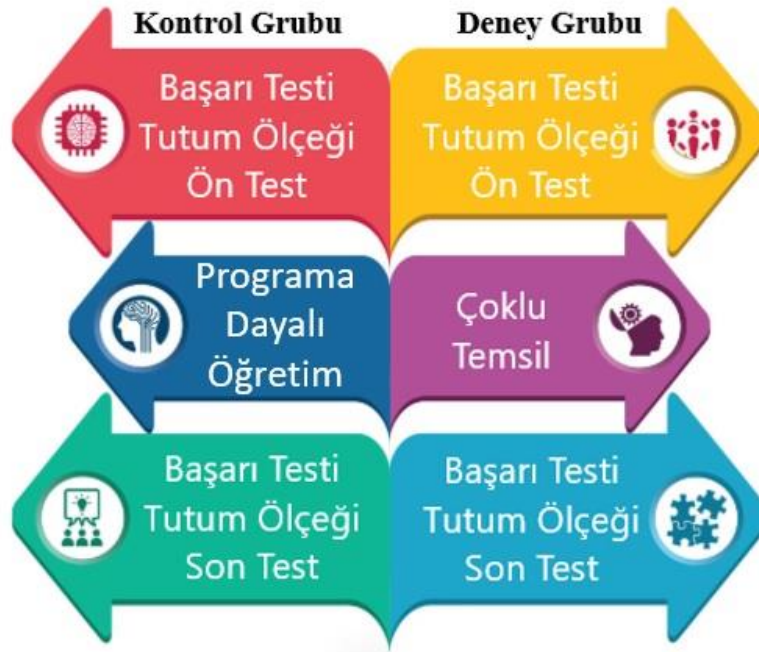 Kontrol Grubu
Deney Grubu
Başarı Testi
Tutum Ölçeği
Ön Test
Başarı Testi
Tutum Ölçeği
Ön Test
Programa
Dayalı
Öğretim
Çoklu
Temsil
Başarı Testi
Tutum Ölçeği
Son Test
Başarı Testi
Tutum Ölçeği
Son Test